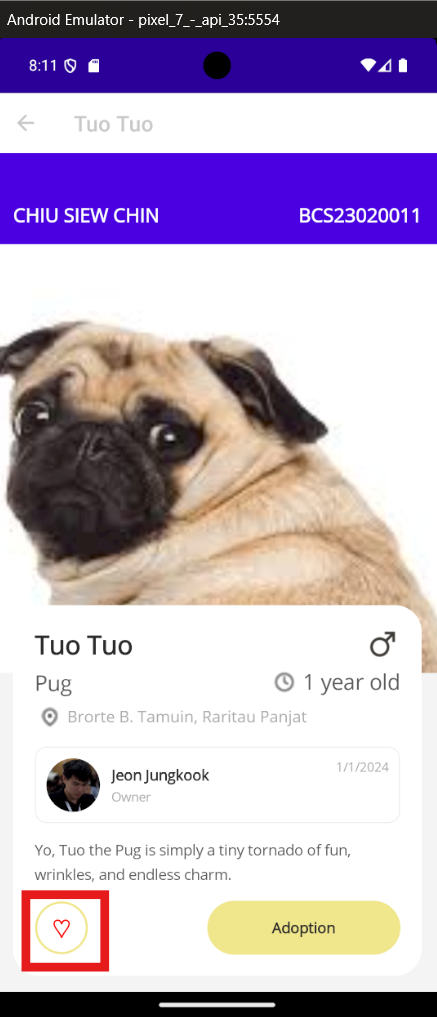 Android Emulator - pixel_7_-_api_35:5554
8:11
Tuo Tuo
CHIU SIEW CHIN BCS23020011
Tuo Tuo
Pug 1 year old
Brorte B. Tamuin, Raritau Panjat
Jeon Jungkook 1/1/2024
Owner
Yo, Tuo the Pug is simply a tiny tornado of fun,
wrinkles, and endless charm.
Adoption